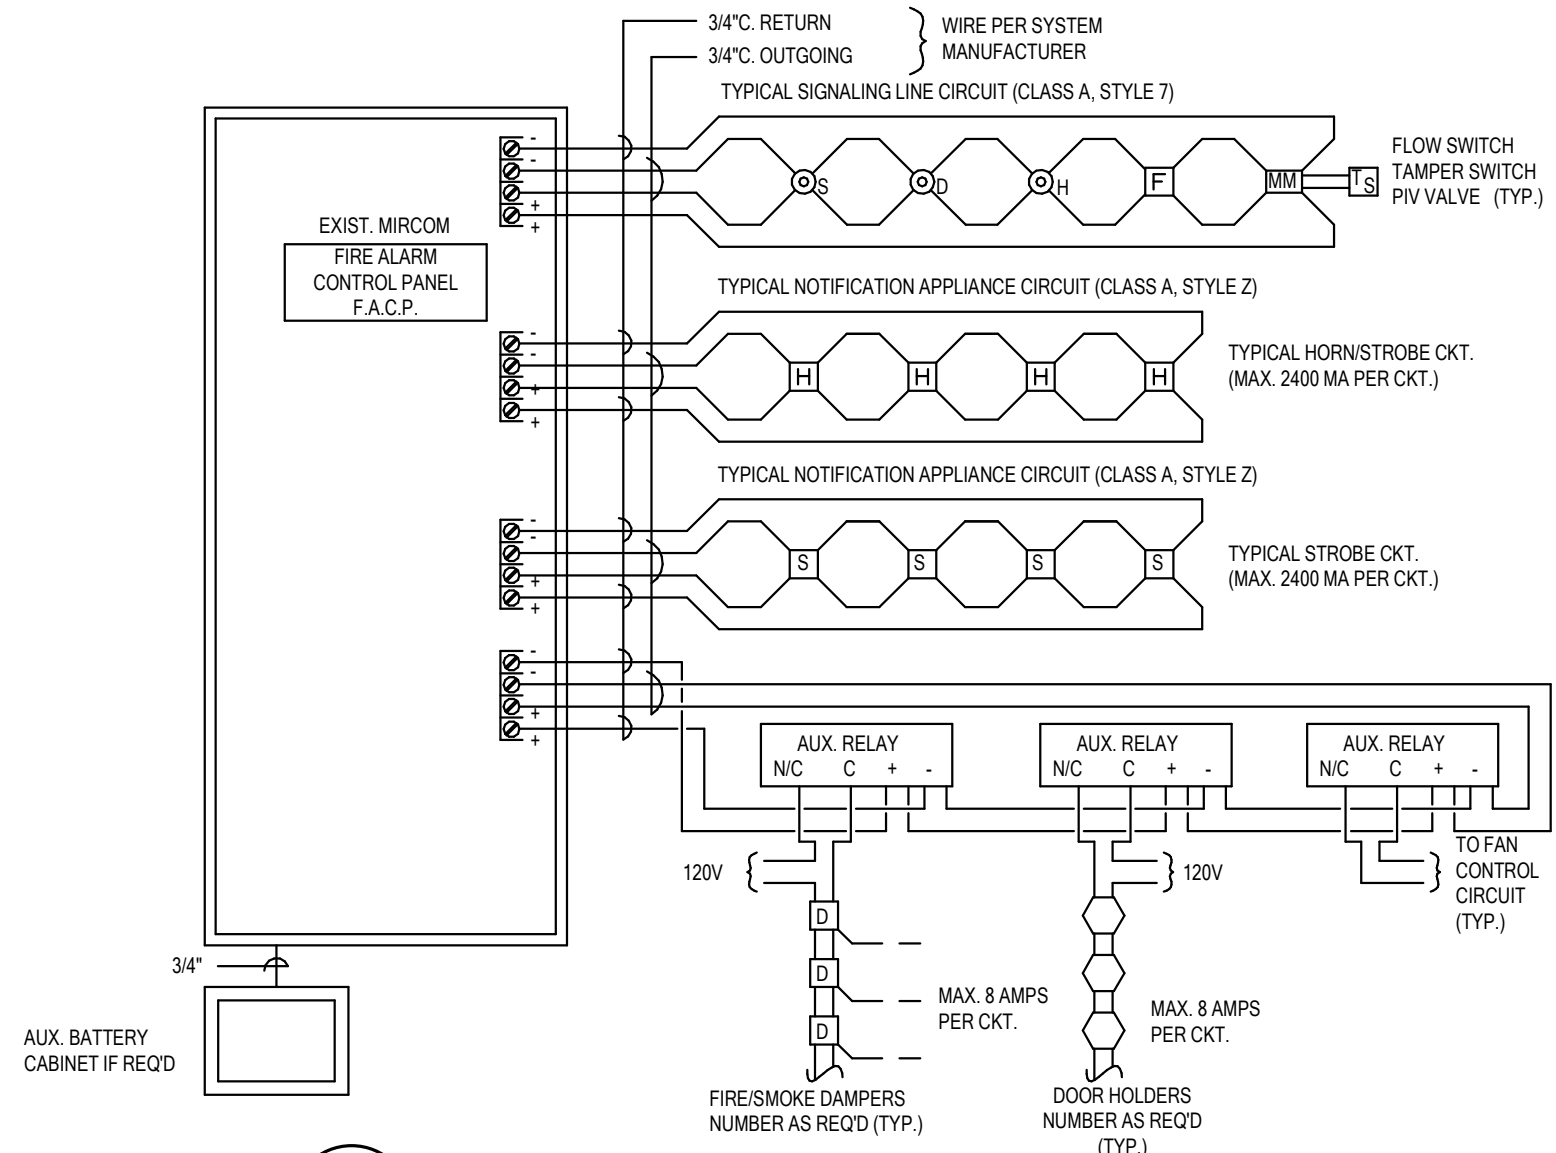 3/4"C. RETURN
3/4"C. OUTGOING
WIRE PER SYSTEM
MANUFACTURER
TYPICAL SIGNALING LINE CIRCUIT (CLASS A, STYLE 7)
-
-
+
+
S
D
H
F
MM
TS
FLOW SWITCH
TAMPER SWITCH
PIV VALVE (TYP.)
EXIST. MIRCOM
FIRE ALARM
CONTROL PANEL
F.A.C.P.
TYPICAL NOTIFICATION APPLIANCE CIRCUIT (CLASS A, STYLE Z)
-
-
+
+
H H H H
TYPICAL HORN/STROBE CKT.
(MAX. 2400 MA PER CKT.)
TYPICAL NOTIFICATION APPLIANCE CIRCUIT (CLASS A, STYLE Z)
-
-
+
+
S S S S
TYPICAL STROBE CKT.
(MAX. 2400 MA PER CKT.)
-
-
+
+
AUX. RELAY
N/C C + -
AUX. RELAY
N/C C + -
AUX. RELAY
N/C C + -
120V
120V
TO FAN
CONTROL
CIRCUIT
(TYP.)
D
D
D
MAX. 8 AMPS
PER CKT.
MAX. 8 AMPS
PER CKT.
FIRE/SMOKE DAMPERS
NUMBER AS REQ'D (TYP.)
DOOR HOLDERS
NUMBER AS REQ'D
(TYP.)
3/4"
AUX. BATTERY
CABINET IF REQ'D